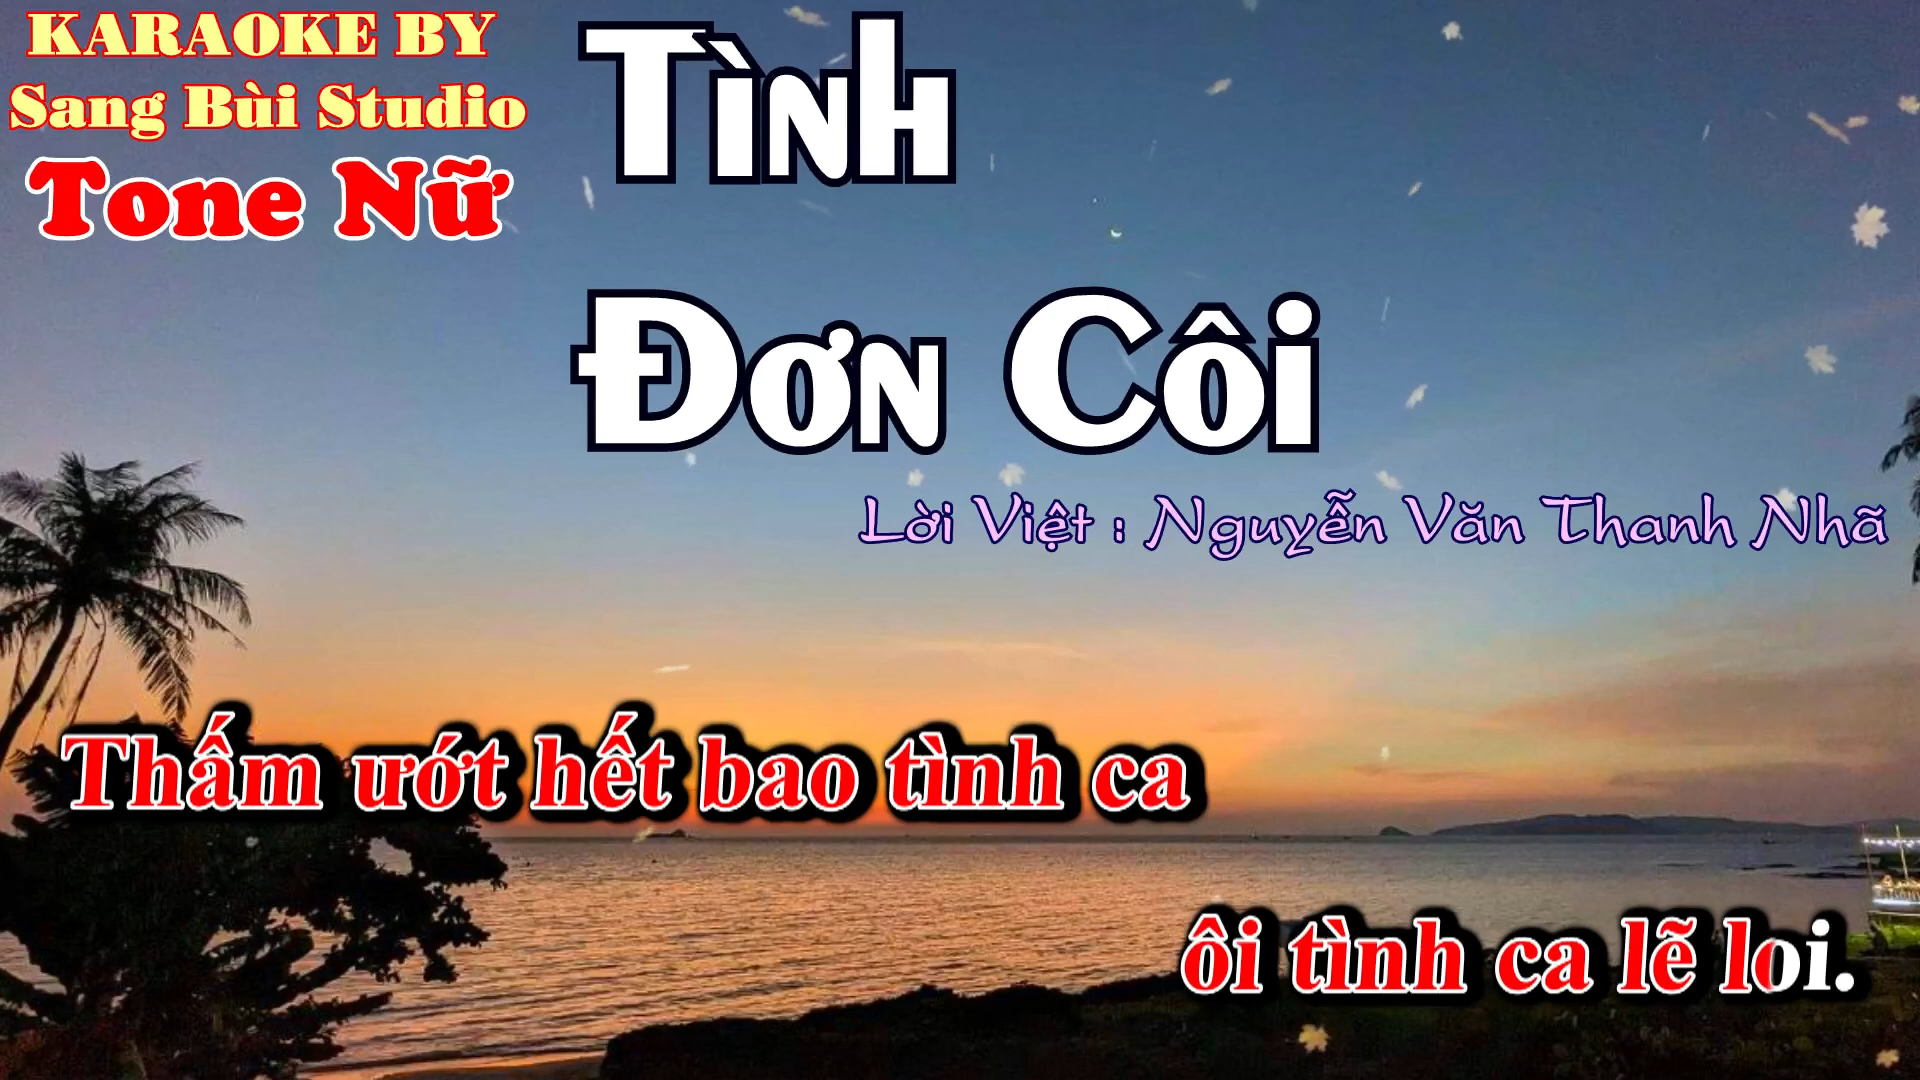 KARAOKE BY
Sang Bùi Studio
Tone Nữ
Tình
Đơn Côi
Lời Việt : Nguyễn Văn Thanh Nhã
Thấm ướt hết bao tình ca
ôi tình ca lẽ loi.